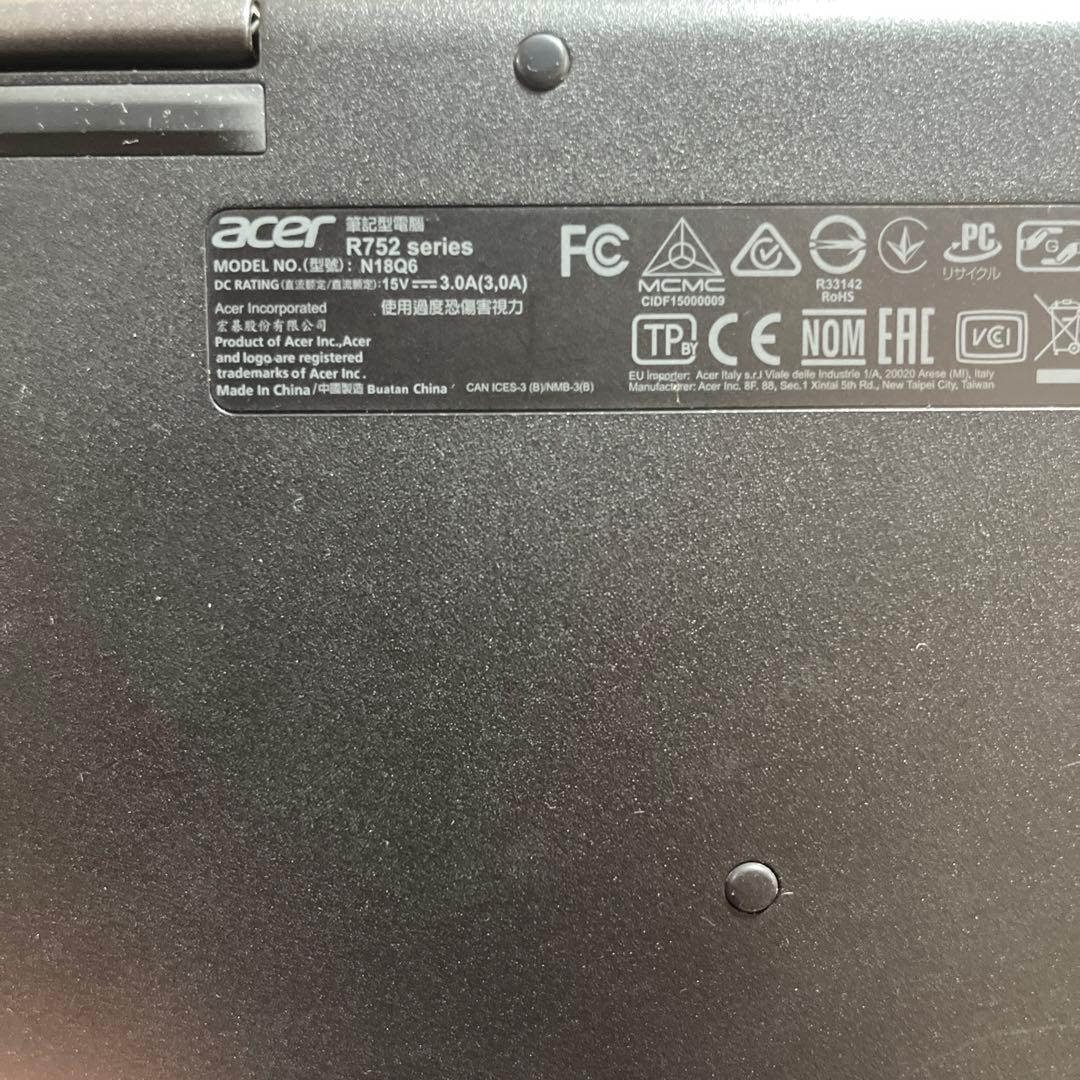 acer 筆記型電腦
R752 series
MODEL NO.(型號): N18Q6
DC RATING(直流額定/直流額定):15V⎓3.0A(3,0A)
Acer Incorporated 使用過度恐傷害視力
宏碁股份有限公司
Product of Acer Inc.,Acer
and logo are registered
trademarks of Acer Inc.
Made In China/中國製造 Buatan China CAN ICES-3 (B)/NMB-3(B)
FC
MCMC
CIDF15000009
R33142
RoHS
PC
リサイクル
G
TP BY
CE
NOM
EAC
VCI
EU Importer: Acer Italy s.r.l Viale delle Industrie 1/A, 20020 Arese (MI), Italy
Manufacturer: Acer Inc. 8F. 88, Sec.1 Xintai 5th Rd., New Taipei City, Taiwan